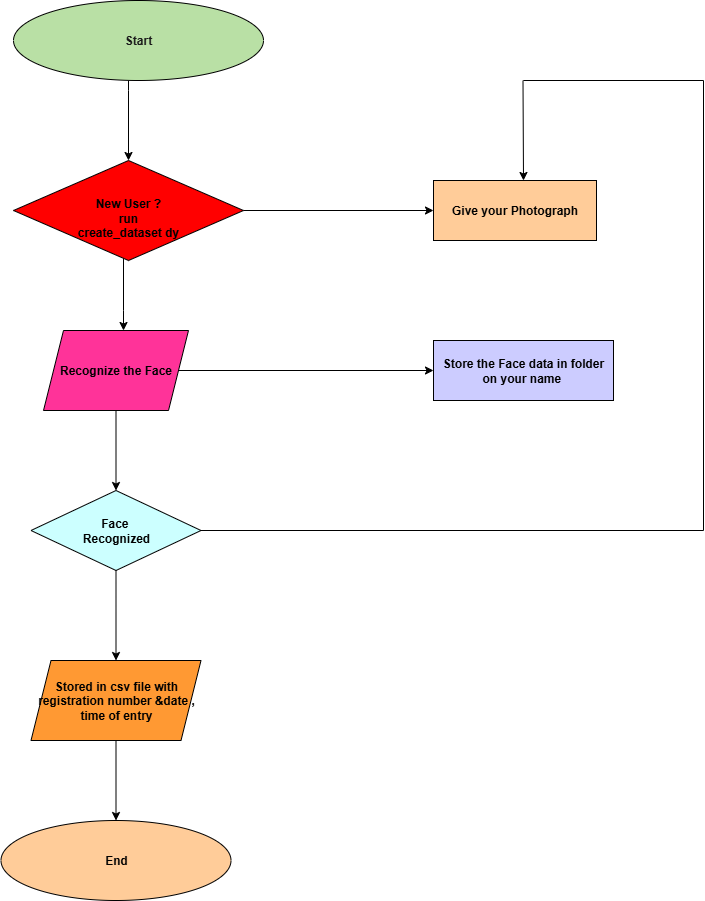 Start
New User ?
run
create_dataset dy
Give your Photograph
Recognize the Face
Store the Face data in folder
on your name
Face
Recognized
Stored in csv file with
registration number &date ,
time of entry
End